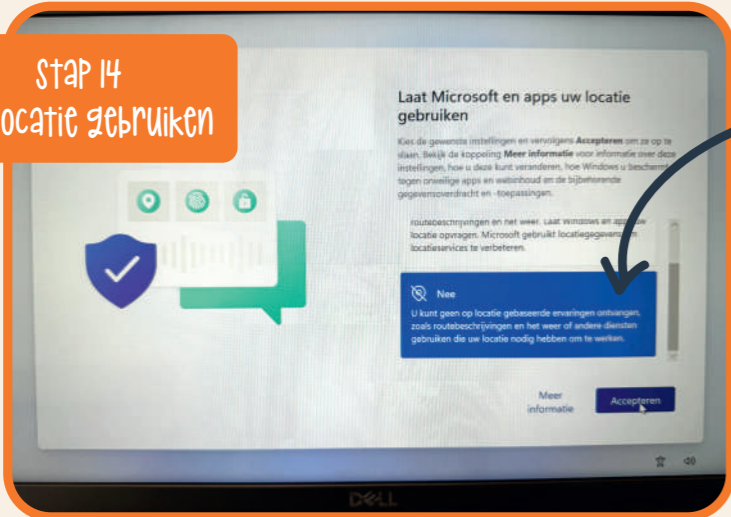 Stap 14
ocatie gebruiken
Laat Microsoft en apps uw locatie
gebruiken
Kies de gewenste instellingen en vervolgens Accepteren om ze op te
slaan. Bekijk de koppeling Meer informatie voor informatie over deze
instellingen, hoe u deze kunt veranderen, hoe Windows u beschermt
tegen onveilige apps en webinhoud en de bijbehorende
gegevensoverdracht en -toepassingen.
routebeschrijvingen en het weer. Laat Windows en apps uw
locatie opvragen. Microsoft gebruikt locatiegegevens
locatieservices te verbeteren.
Nee
U kunt geen op locatie gebaseerde ervaringen ontvangen,
zoals routebeschrijvingen en het weer of andere diensten
gebruiken die uw locatie nodig hebben om te werken.
Meer
informatie
Accepteren
DELL